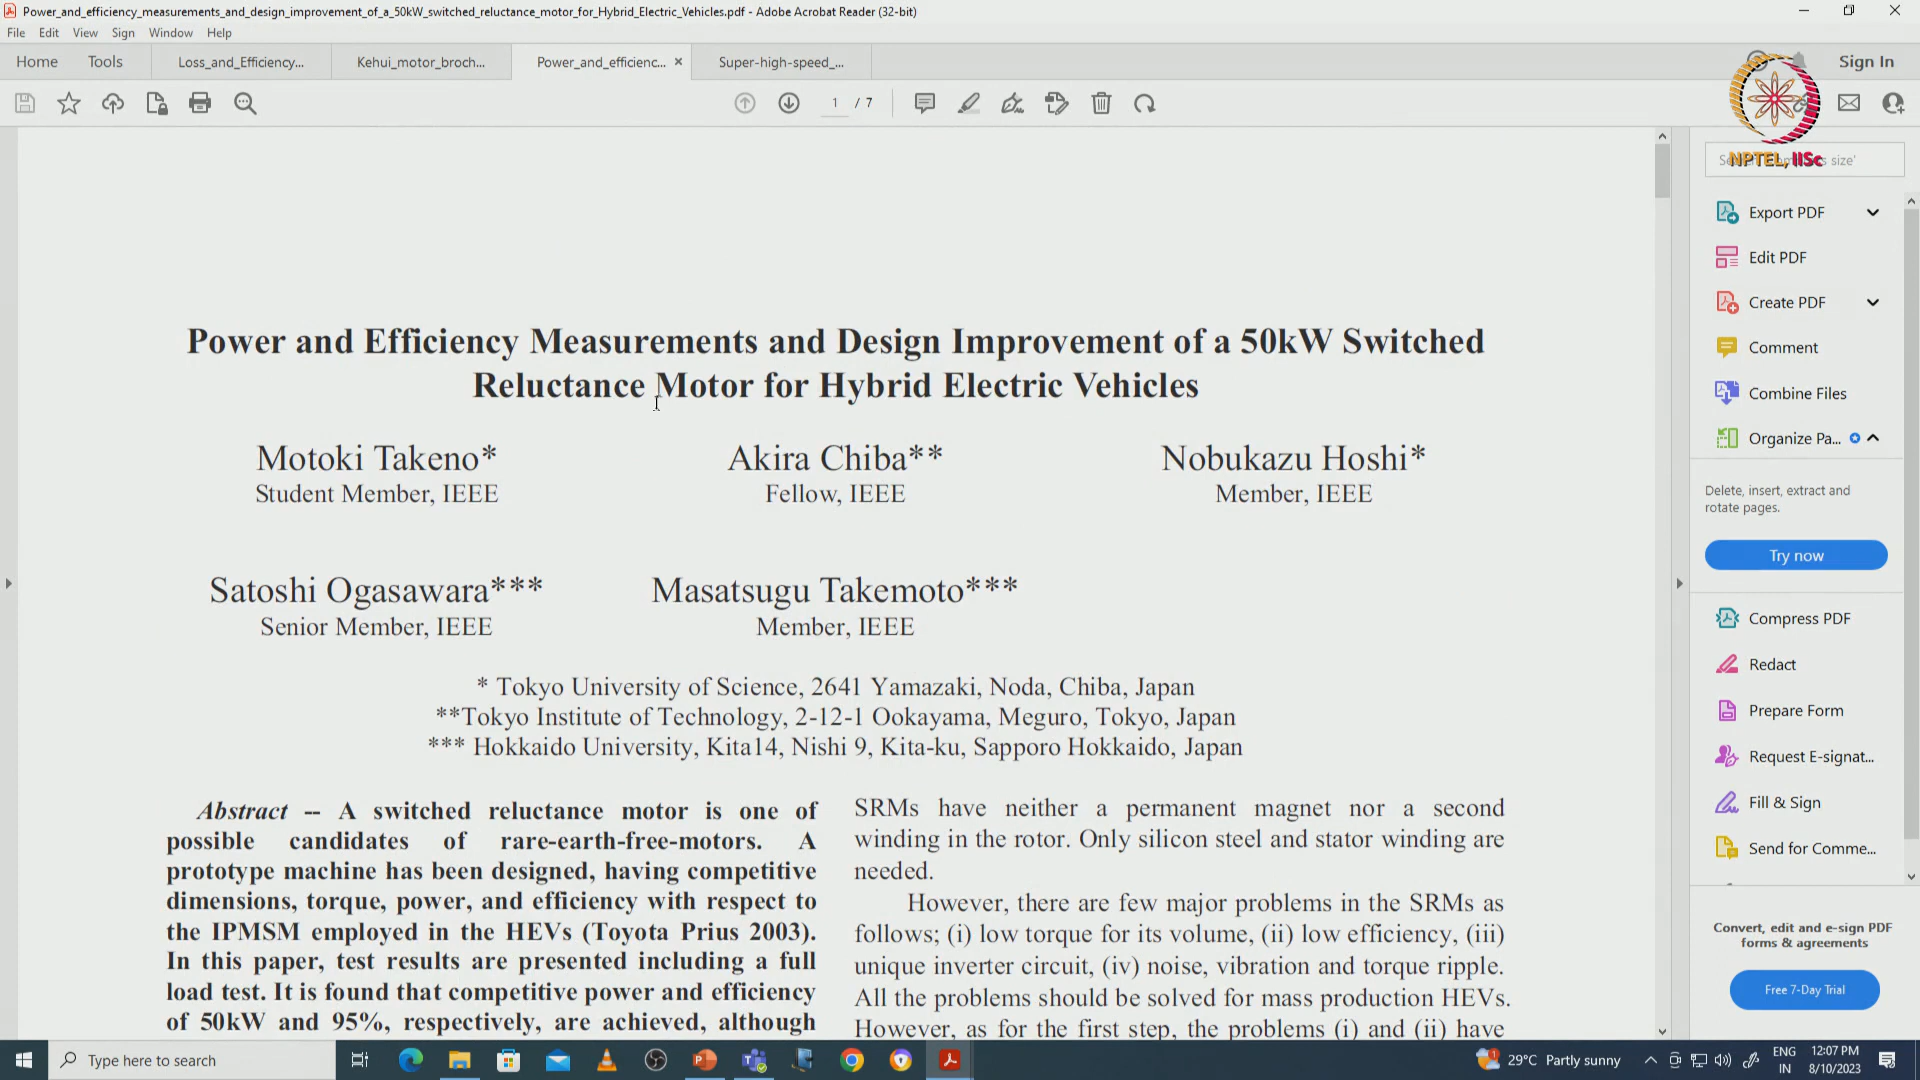 Power_and_efficiency_measurements_and_design_improvement_of_a_50kW_switched_reluctance_motor_for_Hybrid_Electric_Vehicles.pdf - Adobe Acrobat Reader (32-bit)
File Edit View Sign Window Help
Home Tools Loss_and_Efficiency... Kehui_motor_broch... Power_and_efficienc... Super-high-speed_... Sign In
1 / 7
NPTEL, IISc
Export PDF
Edit PDF
Create PDF
Comment
Combine Files
Organize Pa...
Delete, insert, extract and
rotate pages.
Try now
Compress PDF
Redact
Prepare Form
Request E-signat...
Fill & Sign
Send for Comme...
Convert, edit and e-sign PDF
forms & agreements
Free 7-Day Trial
Power and Efficiency Measurements and Design Improvement of a 50kW Switched
Reluctance Motor for Hybrid Electric Vehicles
Motoki Takeno* Akira Chiba** Nobukazu Hoshi*
Student Member, IEEE Fellow, IEEE Member, IEEE
Satoshi Ogasawara*** Masatsugu Takemoto***
Senior Member, IEEE Member, IEEE
* Tokyo University of Science, 2641 Yamazaki, Noda, Chiba, Japan
**Tokyo Institute of Technology, 2-12-1 Ookayama, Meguro, Tokyo, Japan
*** Hokkaido University, Kita14, Nishi 9, Kita-ku, Sapporo Hokkaido, Japan
Abstract -- A switched reluctance motor is one of
possible candidates of rare-earth-free-motors. A
prototype machine has been designed, having competitive
dimensions, torque, power, and efficiency with respect to
the IPMSM employed in the HEVs (Toyota Prius 2003).
In this paper, test results are presented including a full
load test. It is found that competitive power and efficiency
of 50kW and 95%, respectively, are achieved, although
SRMs have neither a permanent magnet nor a second
winding in the rotor. Only silicon steel and stator winding are
needed.
However, there are few major problems in the SRMs as
follows; (i) low torque for its volume, (ii) low efficiency, (iii)
unique inverter circuit, (iv) noise, vibration and torque ripple.
All the problems should be solved for mass production HEVs.
However, as for the first step, the problems (i) and (ii) have
Type here to search
29°C Partly sunny
ENG
IN
12:07 PM
8/10/2023